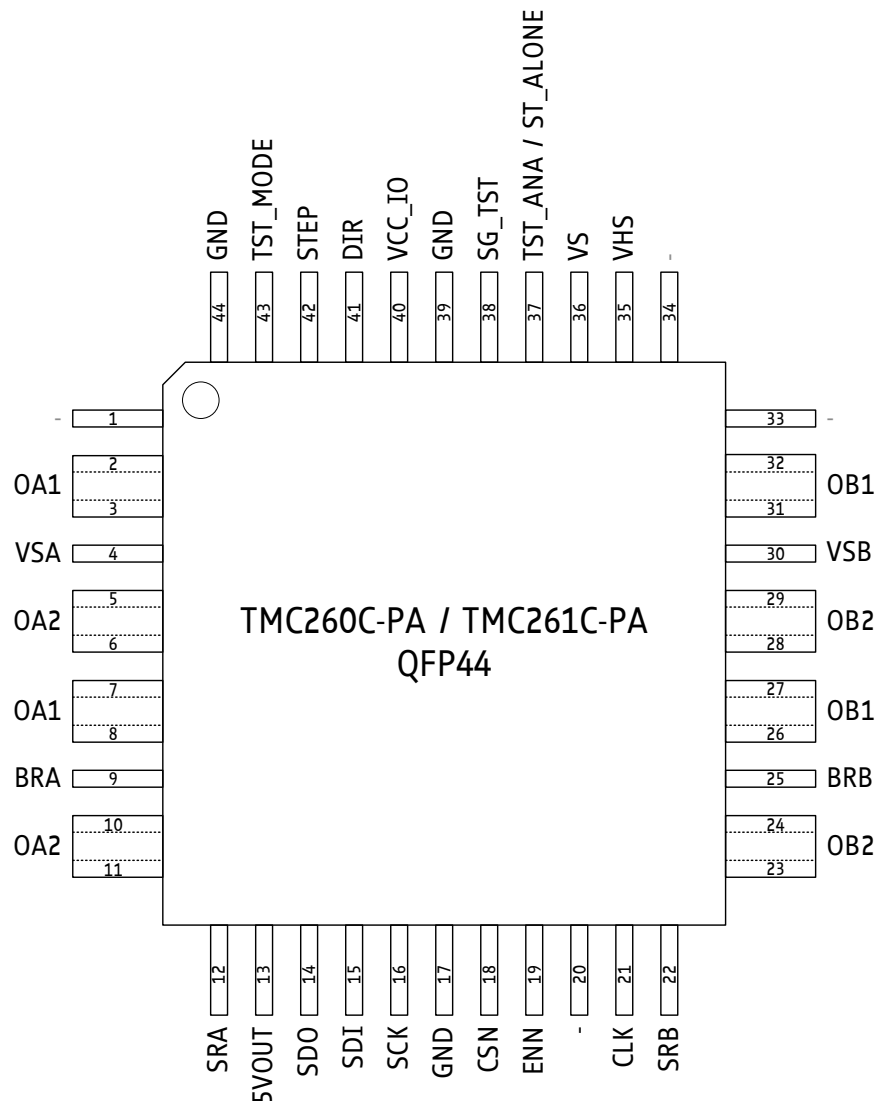 GND
TST_MODE
STEP
DIR
VCC_IO
GND
SG_TST
TST_ANA / ST_ALONE
VS
VHS
-
44
43
42
41
40
39
38
37
36
35
34
- 1
33 -
OA1
2
3
32
31
OB1
VSA 4
30 VSB
OA2
5
6
29
28
OB2
TMC260C-PA / TMC261C-PA
QFP44
OA1
7
8
27
26
OB1
BRA 9
25 BRB
OA2
10
11
24
23
OB2
12
13
14
15
16
17
18
19
20
21
22
SRA
5VOUT
SDO
SDI
SCK
GND
CSN
ENN
-
CLK
SRB